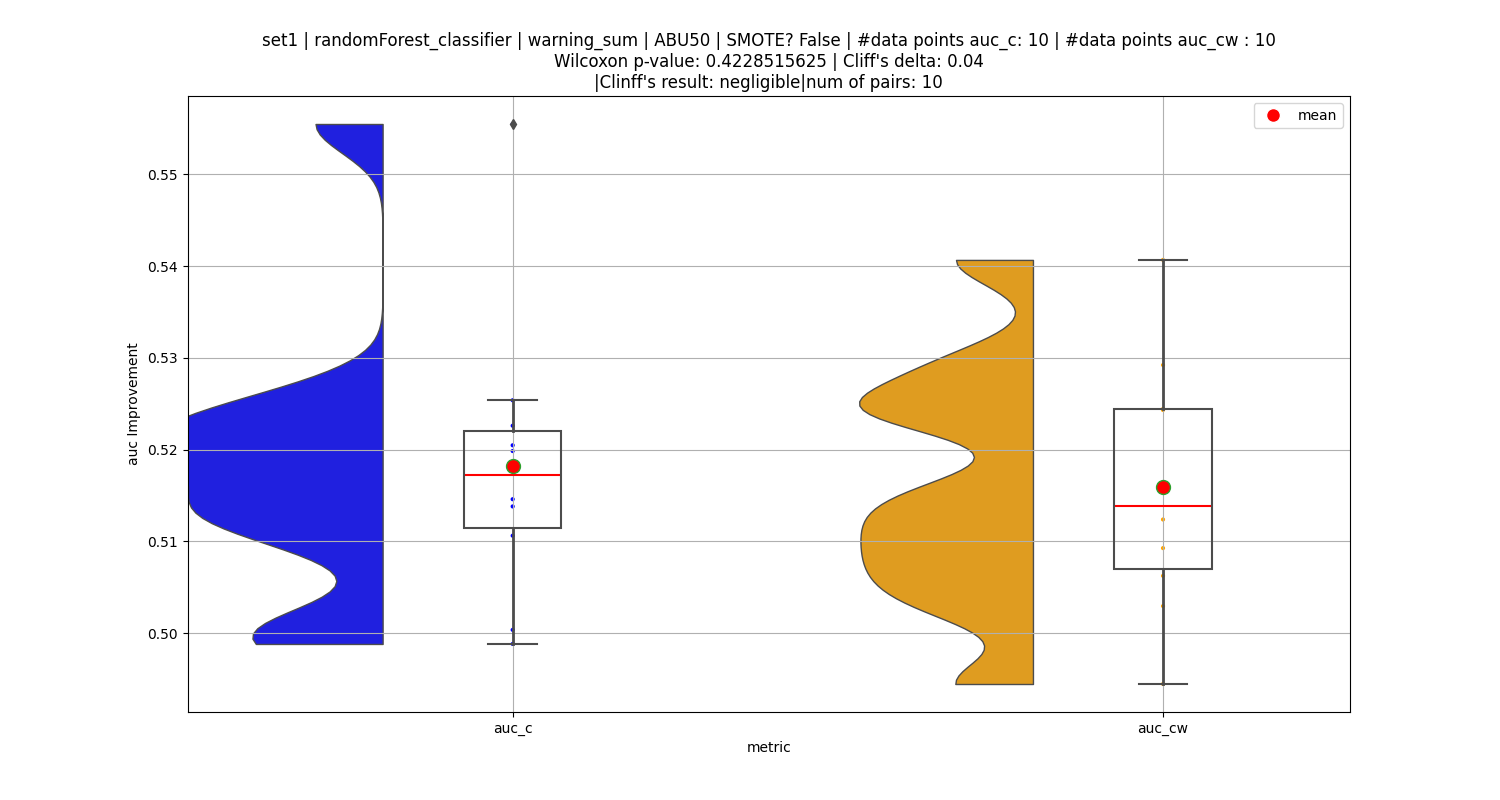 set1 | randomForest_classifier | warning_sum | ABU50 | SMOTE? False | #data points auc_c: 10 | #data points auc_cw : 10
Wilcoxon p-value: 0.4228515625 | Cliff's delta: 0.04
|Clinff's result: negligible|num of pairs: 10
mean
0.55
0.54
0.53
0.52
0.51
0.50
auc Improvement
auc_c
auc_cw
metric